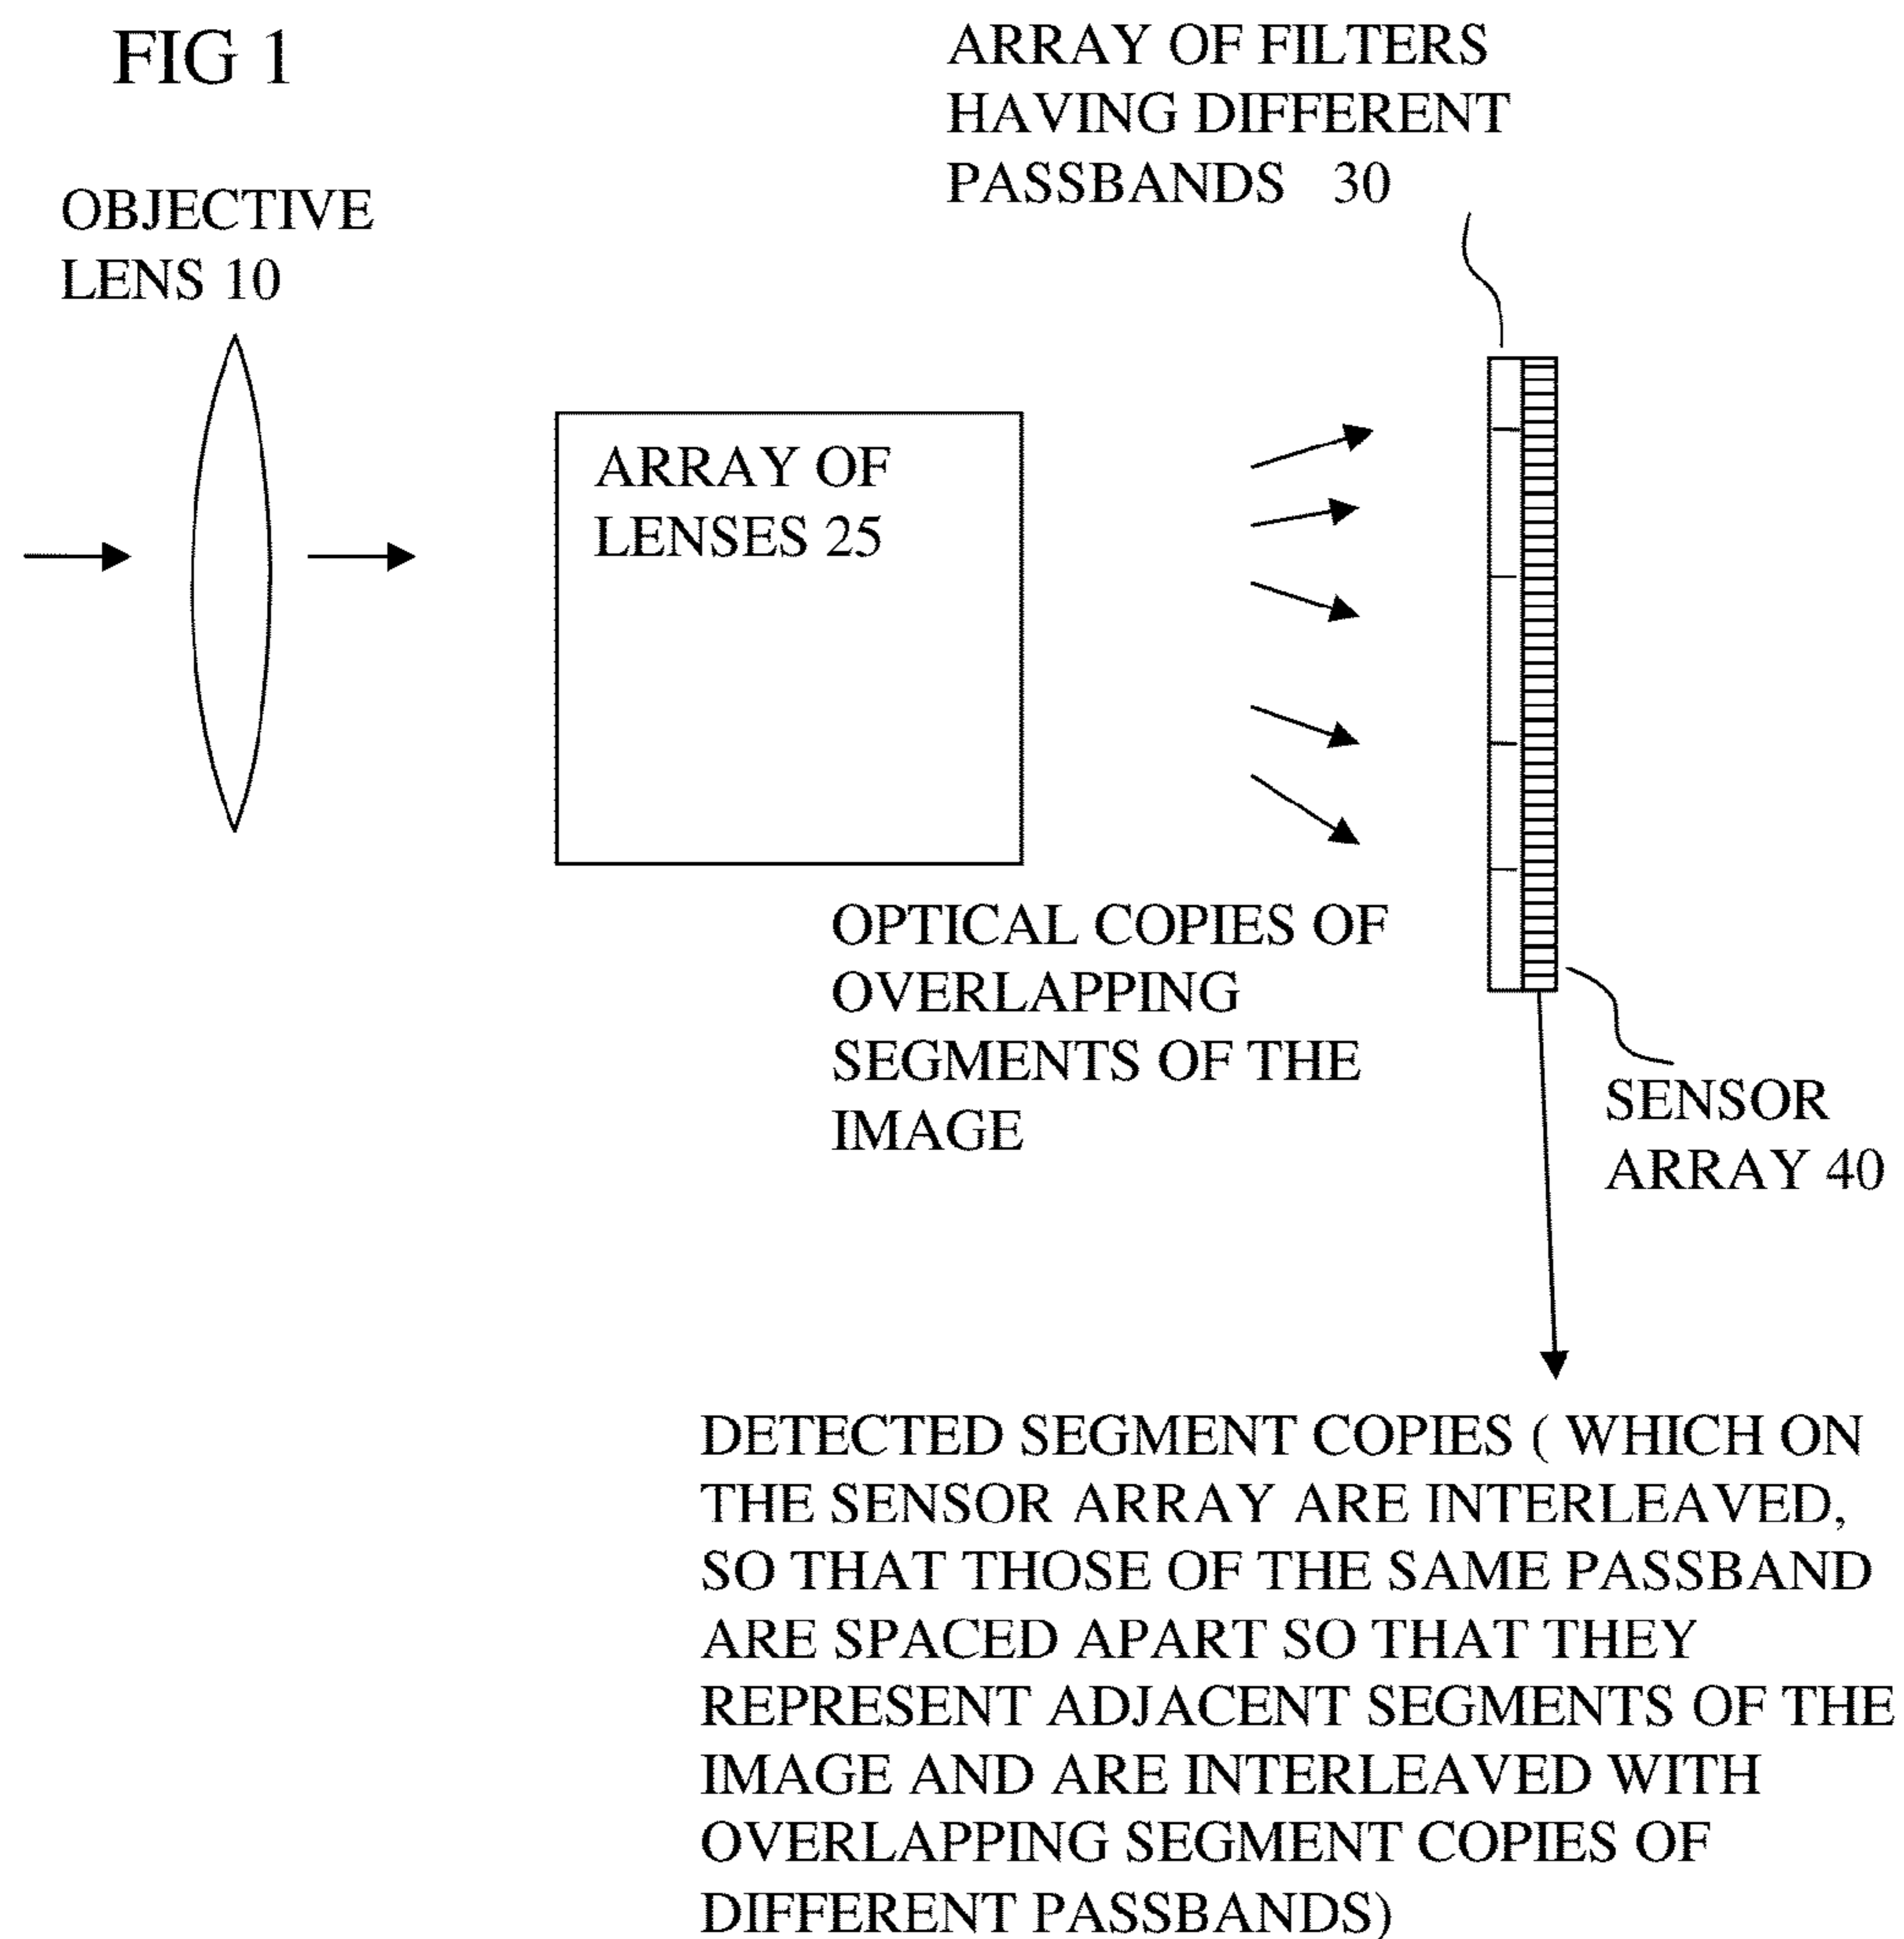 FIG 1
OBJECTIVE
LENS 10
ARRAY OF FILTERS
HAVING DIFFERENT
PASSBANDS 30
ARRAY OF
LENSES 25
OPTICAL COPIES OF
OVERLAPPING
SEGMENTS OF THE
IMAGE
SENSOR
ARRAY 40
DETECTED SEGMENT COPIES ( WHICH ON
THE SENSOR ARRAY ARE INTERLEAVED,
SO THAT THOSE OF THE SAME PASSBAND
ARE SPACED APART SO THAT THEY
REPRESENT ADJACENT SEGMENTS OF THE
IMAGE AND ARE INTERLEAVED WITH
OVERLAPPING SEGMENT COPIES OF
DIFFERENT PASSBANDS)